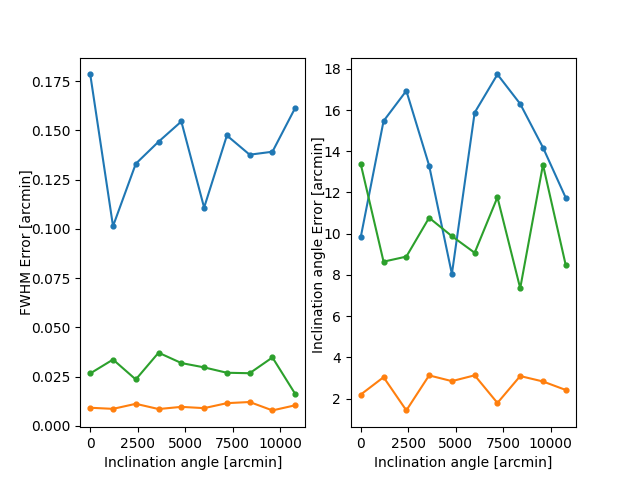 0.175
0.150
0.125
0.100
0.075
0.050
0.025
0.000
FWHM Error [arcmin]
0 2500 5000 7500 10000
Inclination angle [arcmin]
18
16
14
12
10
8
6
4
2
Inclination angle Error [arcmin]
0 2500 5000 7500 10000
Inclination angle [arcmin]